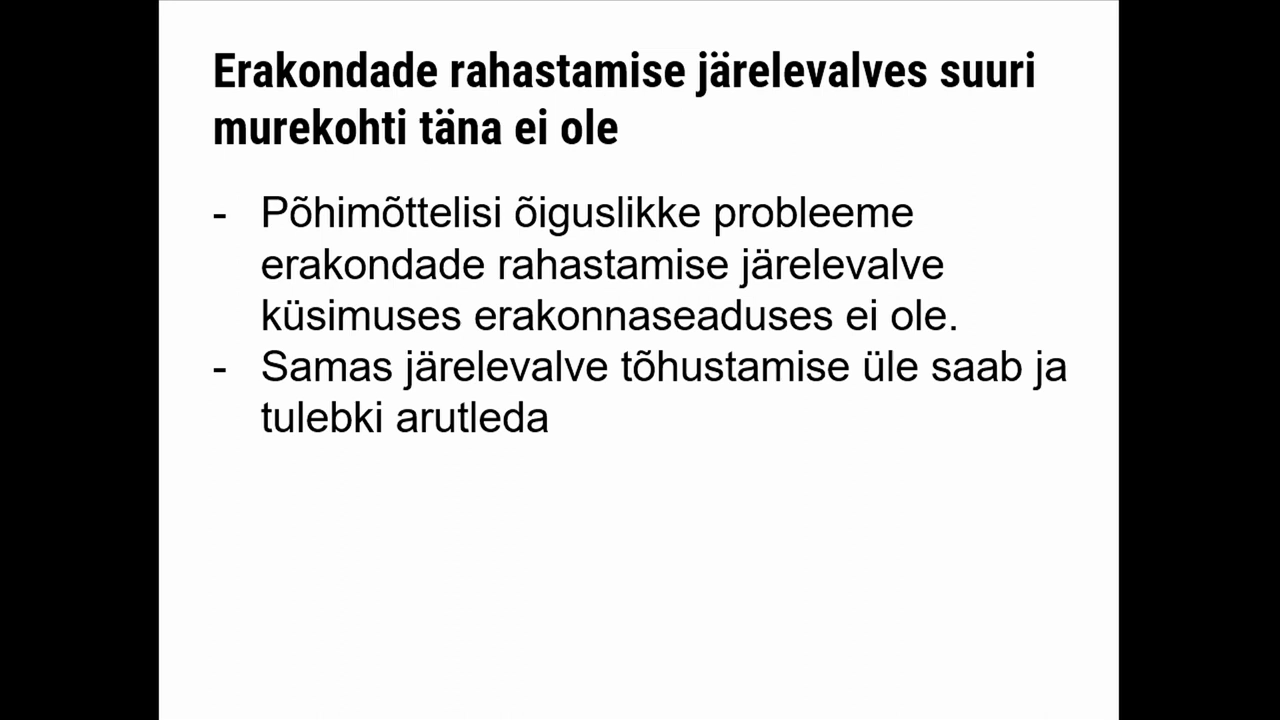 Erakondade rahastamise järelevalves suuri
murekohti täna ei ole
- Põhimõttelisi õiguslikke probleeme
erakondade rahastamise järelevalve
küsimuses erakonnaseaduses ei ole.
- Samas järelevalve tõhustamise üle saab ja
tulebki arutleda